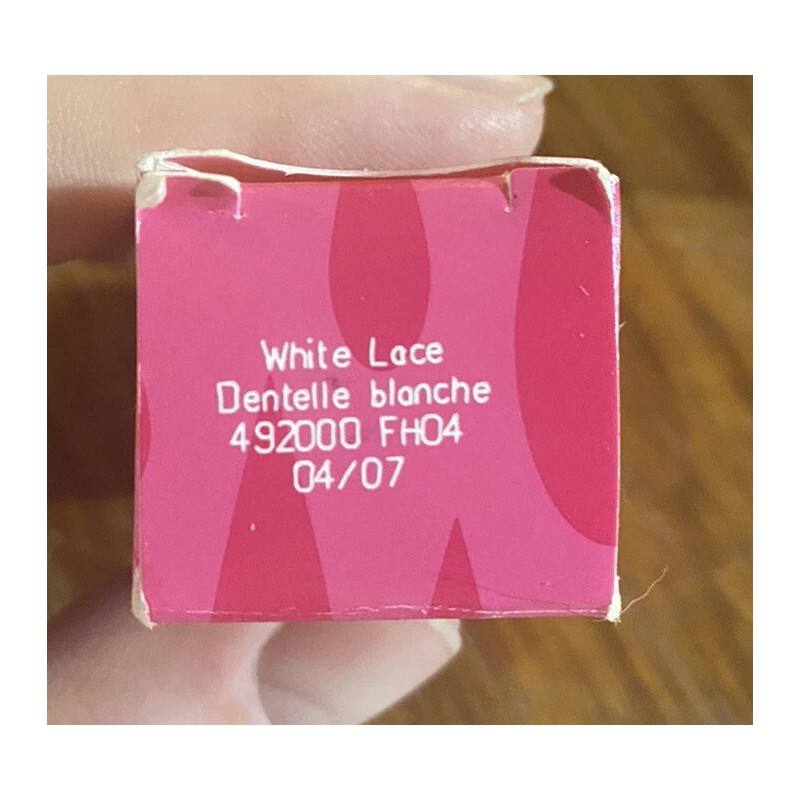 White Lace
Dentelle blanche
492000 FH04
04/07